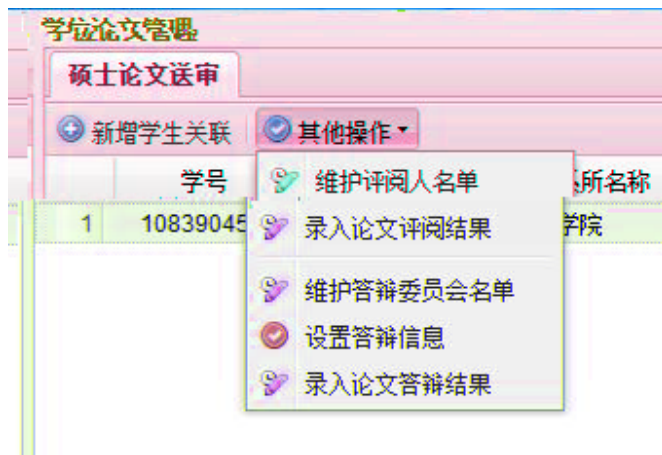 学位论文管理
硕士论文送审
新增学生关联 其他操作
学号 所名称
1 10839045 学院
维护评阅人名单
录入论文评阅结果
维护答辩委员会名单
设置答辩信息
录入论文答辩结果